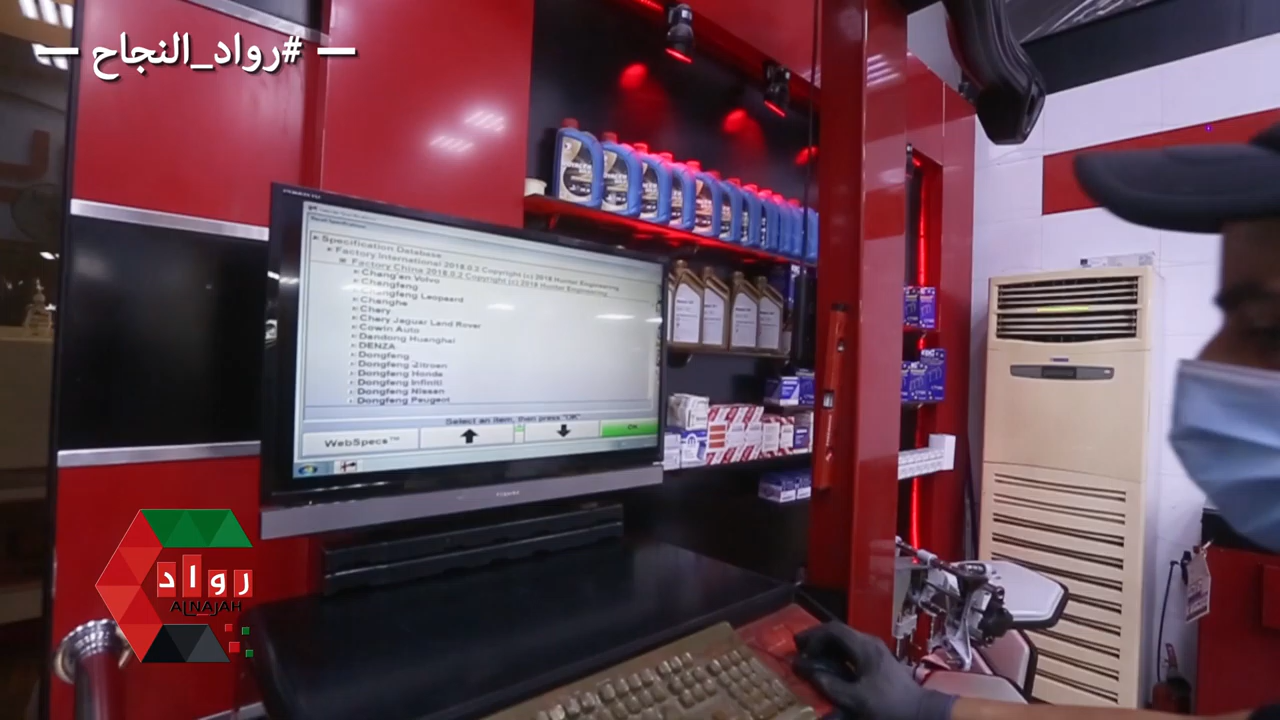 #رواد_النجاح
Specification Database
Factory International 2018.0.2 Copyright (c) 2018 Hunter Engineering
Factory China 2018.0.2 Copyright (c) 2018 Hunter Engineering
Chang'an Volvo
Changfeng
Changfeng Leopaard
Changhe
Chery
Chery Jaguar Land Rover
Cowin Auto
Dandong Huanghai
DENZA
Dongfeng
Dongfeng Citroen
Dongfeng Honda
Dongfeng Infiniti
Dongfeng Nissan
Dongfeng Peugeot
Select an item, then press "OK"
WebSpecs™
OK
رواد
ALNAJAH